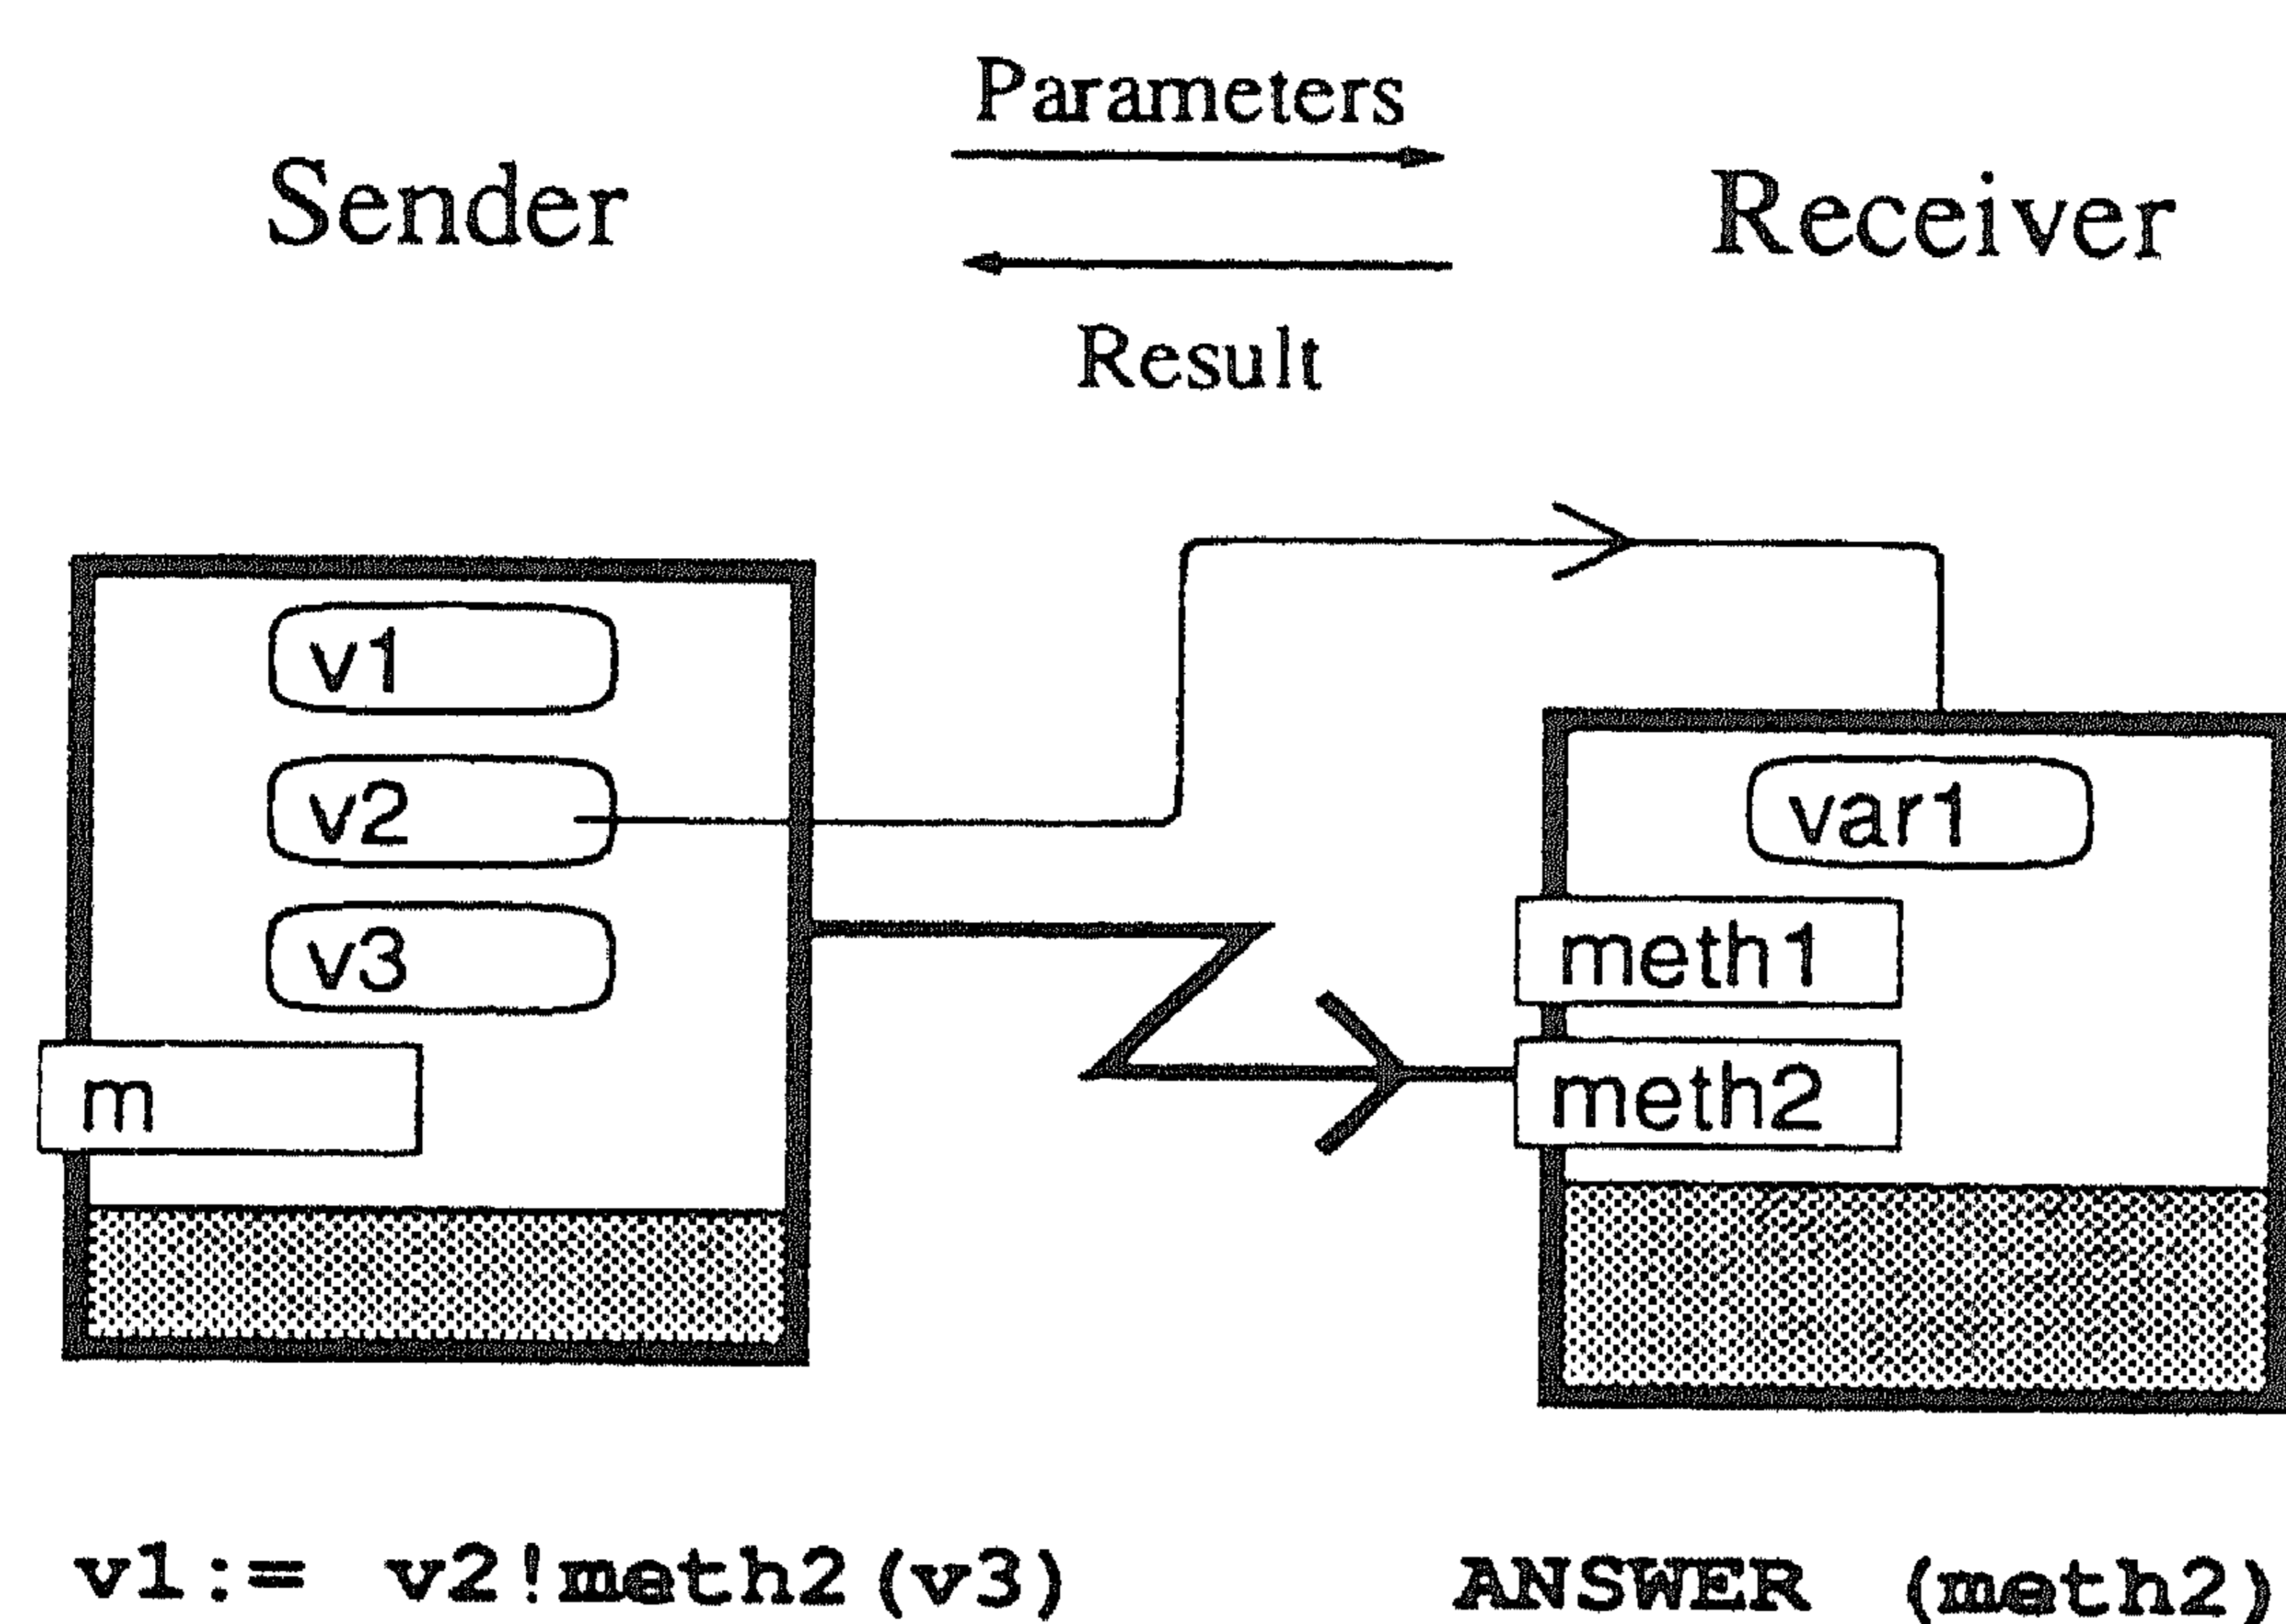 Parameters
Sender
Receiver
Result
v1
v2
v3
m
var1
meth1
meth2
v1:= v2!meth2(v3)
ANSWER (meth2)